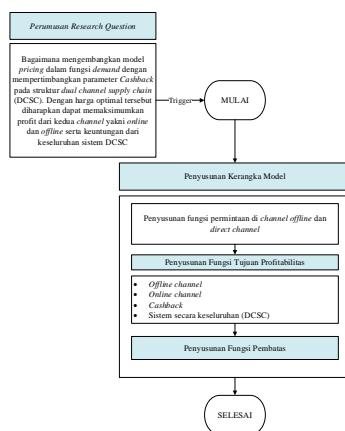 Perumusan Research Question
Bagaimana mengembangkan model
pricing dalam fungsi demand dengan
mempertimbangkan parameter Cashback
pada struktur dual channel supply chain
(DCSC). Dengan harga optimal tersebut
diharapkan dapat memaksimumkan
profit dari kedua channel yakni online
dan offline serta keuntungan dari
keseluruhan sistem DCSC
Trigger
MULAI
Penyusunan Kerangka Model
Penyusunan fungsi permintaan di channel offline dan
direct channel
Penyusunan Fungsi Tujuan Profitabilitas
• Offline channel
• Online channel
• Cashback
• Sistem secara keseluruhan (DCSC)
Penyusunan Fungsi Pembatas
SELESAI